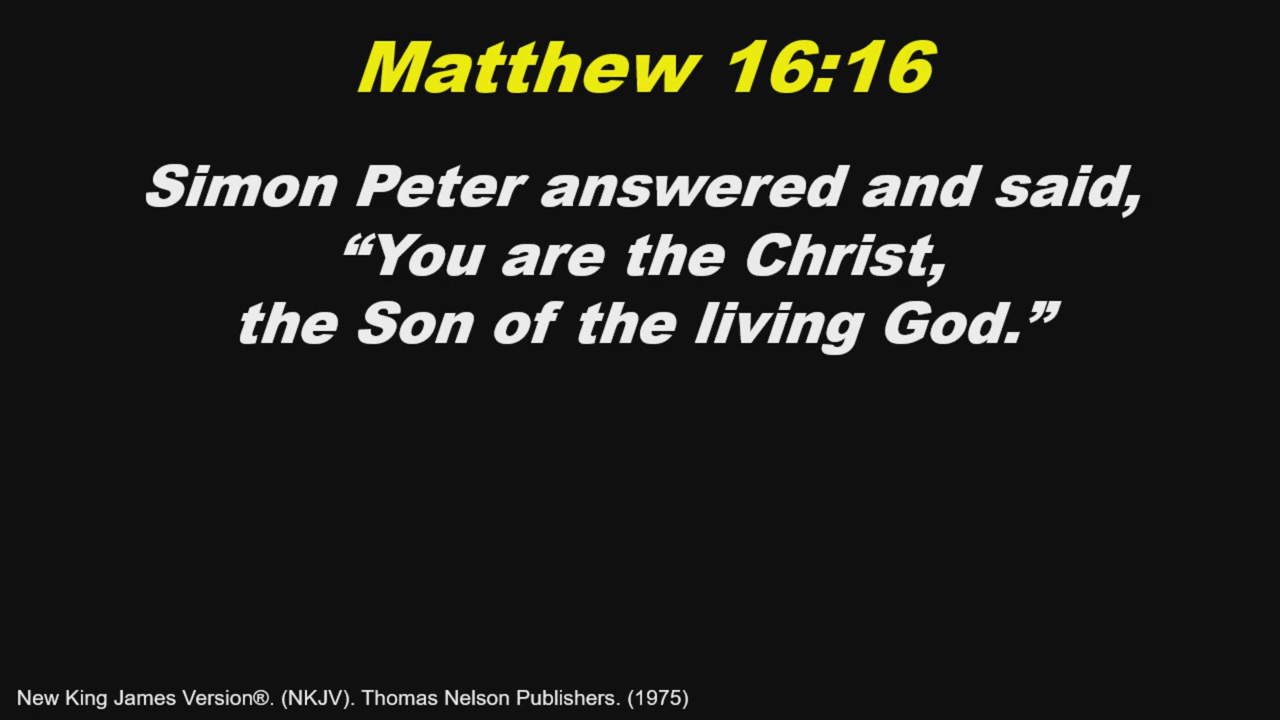 Matthew 16:16
Simon Peter answered and said,
“You are the Christ,
the Son of the living God.”
New King James Version®. (NKJV). Thomas Nelson Publishers. (1975)